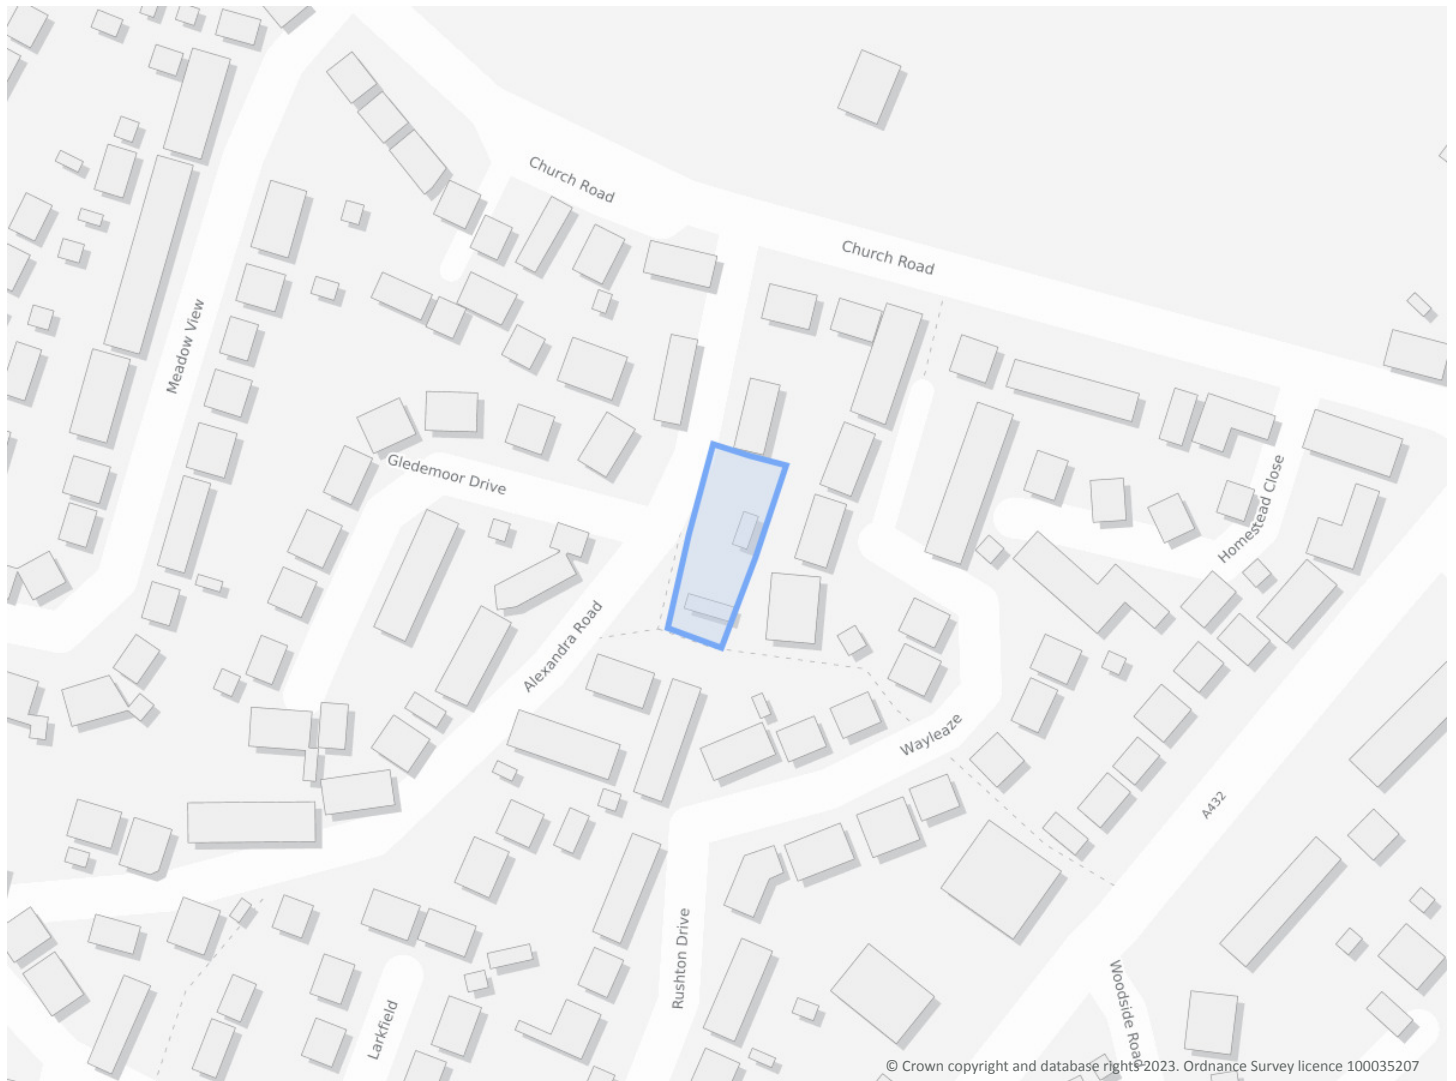 Church Road
Church Road
Meadow View
Gledemoor Drive
Homestead Close
Alexandra Road
Wayleaze
A432
Rushton Drive
Woodside Road
Larkfield
© Crown copyright and database rights 2023. Ordnance Survey licence 100035207